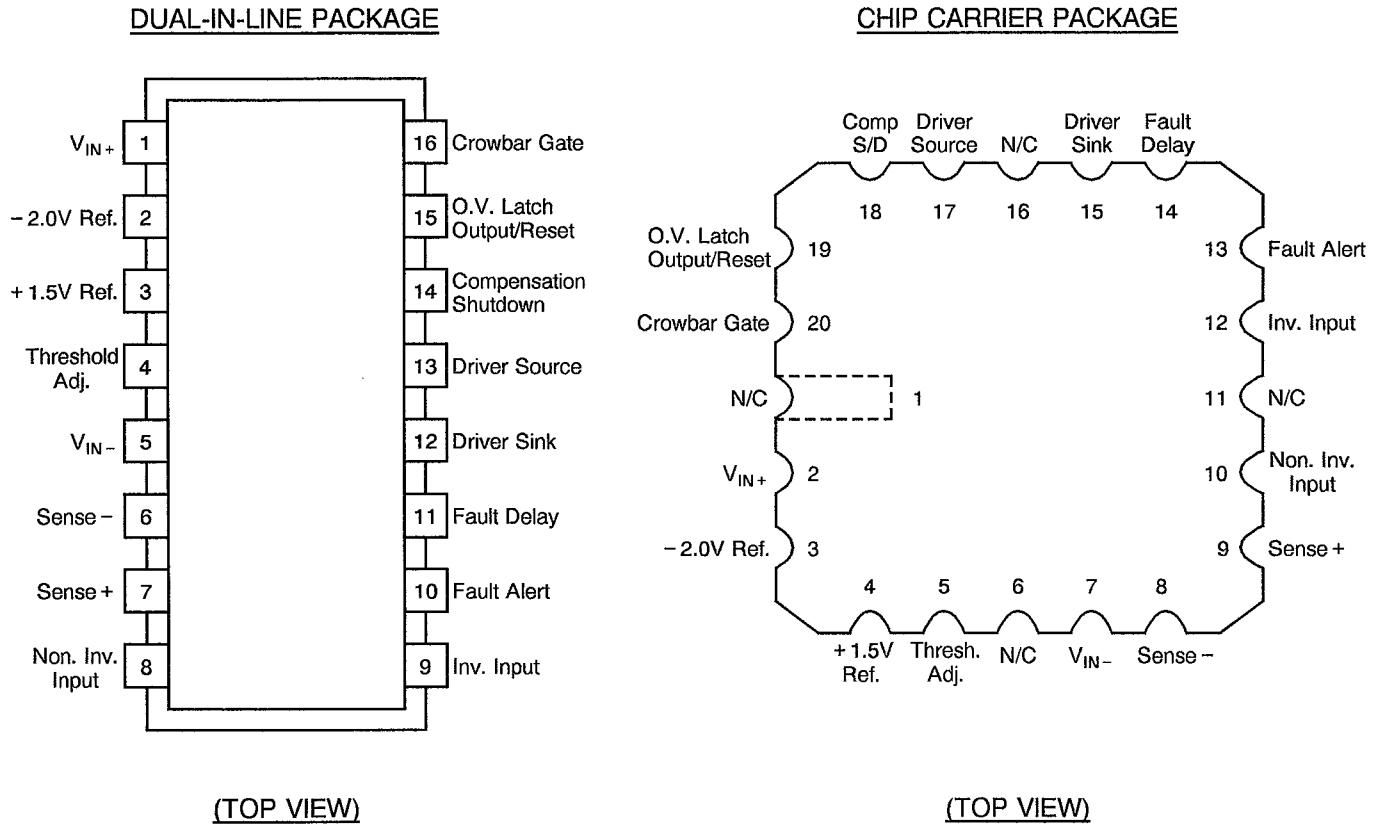 DUAL-IN-LINE PACKAGE
VIN+ 1
-2.0V Ref. 2
+1.5V Ref. 3
Threshold
Adj. 4
VIN- 5
Sense- 6
Sense+ 7
Non. Inv.
Input 8
16 Crowbar Gate
15 O.V. Latch
Output/Reset
14 Compensation
Shutdown
13 Driver Source
12 Driver Sink
11 Fault Delay
10 Fault Alert
9 Inv. Input
(TOP VIEW)
CHIP CARRIER PACKAGE
Comp
S/D
Driver
Source
N/C
Driver
Sink
Fault
Delay
18 17 16 15 14
O.V. Latch
Output/Reset 19
Crowbar Gate 20
N/C 1
VIN+ 2
-2.0V Ref. 3
13 Fault Alert
12 Inv. Input
11 N/C
10 Non. Inv.
Input
9 Sense+
4 5 6 7 8
+1.5V
Ref.
Thresh.
Adj.
N/C
VIN-
Sense-
(TOP VIEW)